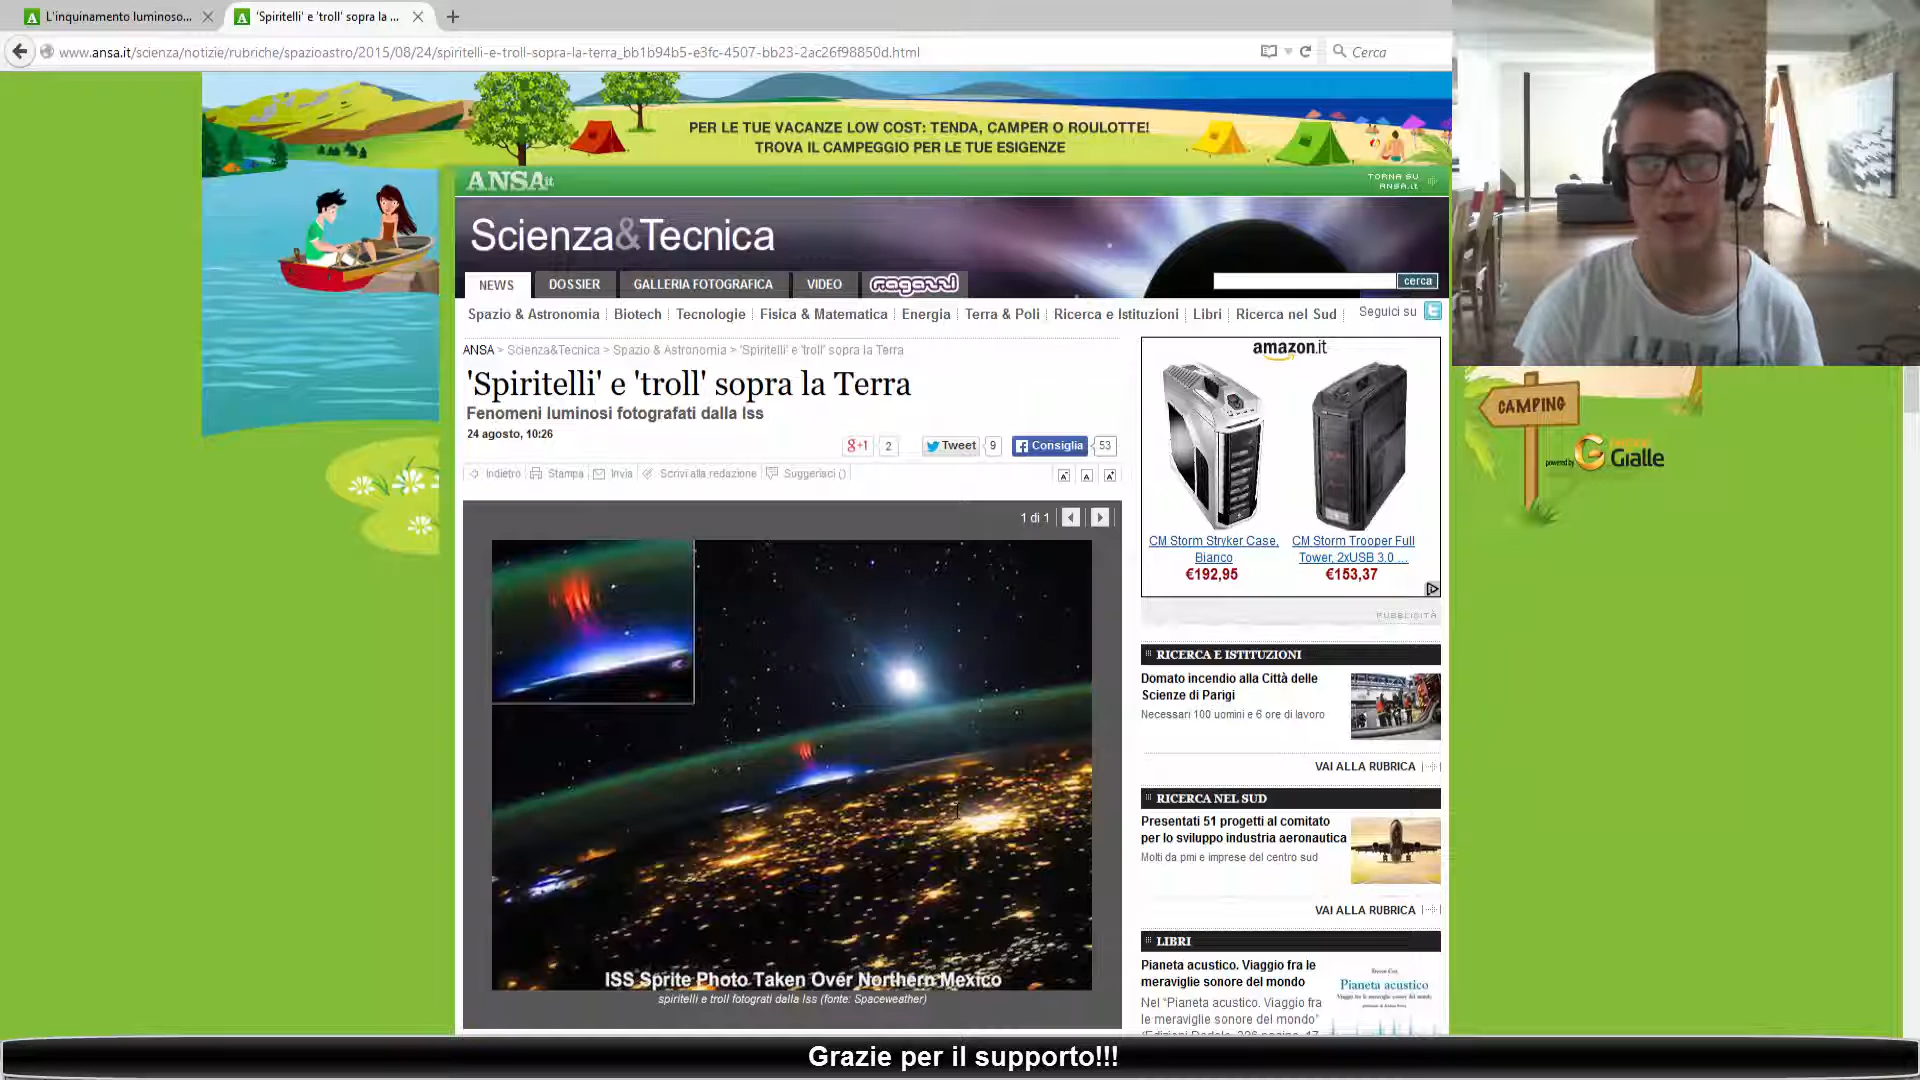 L'inquinamento luminoso...
'Spiritelli' e 'troll' sopra la ...
www.ansa.it/scienza/notizie/rubriche/spazioastro/2015/08/24/spiritelli-e-troll-sopra-la-terra_bb1b94b5-e3fc-4507-bb23-2ac26f98850d.html
Cerca
PER LE TUE VACANZE LOW COST: TENDA, CAMPER O ROULOTTE!
TROVA IL CAMPEGGIO PER LE TUE ESIGENZE
ANSA.it
TORNA SU
ANSA.it
Scienza&Tecnica
NEWS
DOSSIER
GALLERIA FOTOGRAFICA
VIDEO
ragazzi
cerca
Spazio & Astronomia
Biotech
Tecnologie
Fisica & Matematica
Energia
Terra & Poli
Ricerca e Istituzioni
Libri
Ricerca nel Sud
Seguici su
ANSA > Scienza&Tecnica > Spazio & Astronomia > 'Spiritelli' e 'troll' sopra la Terra
'Spiritelli' e 'troll' sopra la Terra
Fenomeni luminosi fotografati dalla Iss
24 agosto, 10:26
g+1
2
Tweet
9
Consiglia
53
Indietro
Stampa
Invia
Scrivi alla redazione
Suggerisci ()
1 di 1
ISS Sprite Photo Taken Over Northern Mexico
spiritelli e troll fotografati dalla Iss (fonte: Spaceweather)
amazon.it
CM Storm Stryker Case,
Bianco
€192,95
CM Storm Trooper Full
Tower, 2xUSB 3.0 ...
€153,37
PUBBLICITÀ
RICERCA E ISTITUZIONI
Domato incendio alla Città delle
Scienze di Parigi
Necessari 100 uomini e 6 ore di lavoro
VAI ALLA RUBRICA
RICERCA NEL SUD
Presentati 51 progetti al comitato
per lo sviluppo industria aeronautica
Molti da pmi e imprese del centro sud
VAI ALLA RUBRICA
LIBRI
Pianeta acustico. Viaggio fra le
meraviglie sonore del mondo
Nel "Pianeta acustico. Viaggio fra
le meraviglie sonore del mondo"
Pianeta acustico
CAMPING
powered by
Gialle
Grazie per il supporto!!!